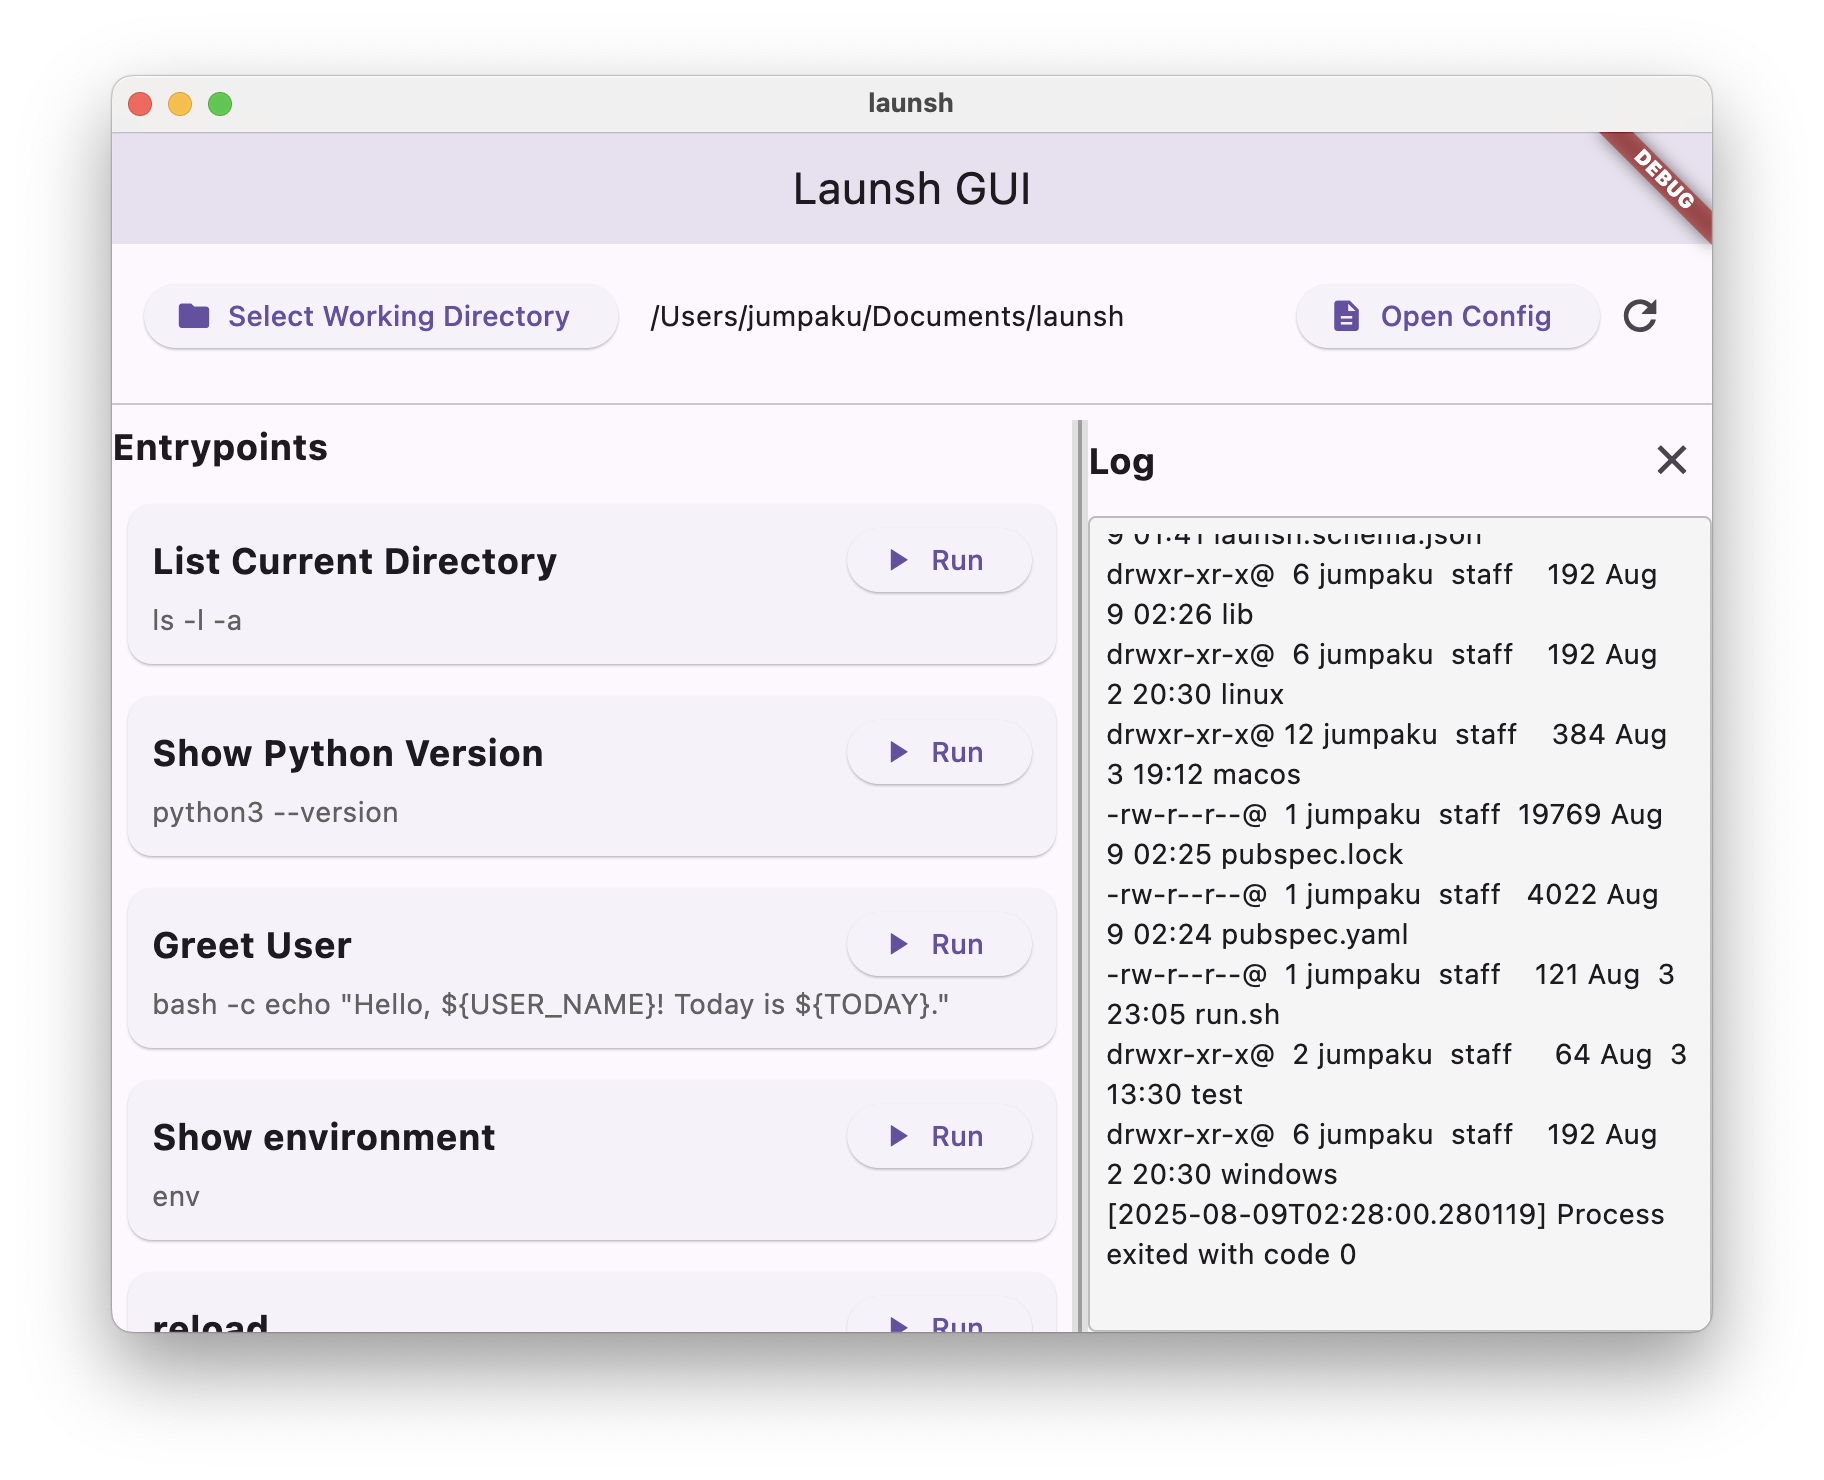 launsh
Launsh GUI
DEBUG
Select Working Directory
/Users/jumpaku/Documents/launsh
Open Config
Entrypoints
List Current Directory
Run
ls -l -a
Show Python Version
Run
python3 --version
Greet User
Run
bash -c echo "Hello, ${USER_NAME}! Today is ${TODAY}."
Show environment
Run
env
reload
Run
Log
9 01:41 launsh.schema.json
drwxr-xr-x@  6 jumpaku  staff    192 Aug
9 02:26 lib
drwxr-xr-x@  6 jumpaku  staff    192 Aug
2 20:30 linux
drwxr-xr-x@ 12 jumpaku  staff    384 Aug
3 19:12 macos
-rw-r--r--@  1 jumpaku  staff  19769 Aug
9 02:25 pubspec.lock
-rw-r--r--@  1 jumpaku  staff   4022 Aug
9 02:24 pubspec.yaml
-rw-r--r--@  1 jumpaku  staff    121 Aug  3
23:05 run.sh
drwxr-xr-x@  2 jumpaku  staff     64 Aug  3
13:30 test
drwxr-xr-x@  6 jumpaku  staff    192 Aug
2 20:30 windows
[2025-08-09T02:28:00.280119] Process
exited with code 0